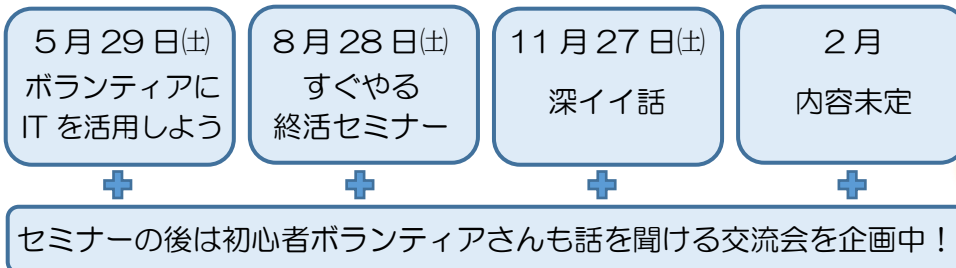 5月29日㈯
ボランティアに
IT を活用しよう
8月28日㈯
すぐやる
終活セミナー
11月27日㈯
深イイ話
2月
内容未定
セミナーの後は初心者ボランティアさんも話を聞ける交流会を企画中!